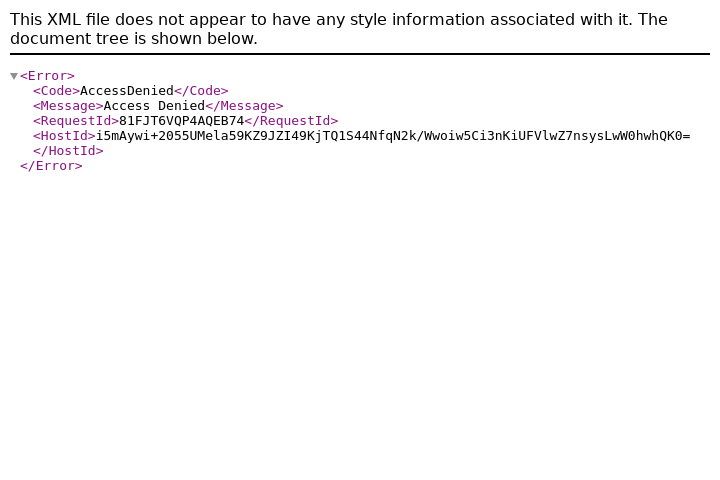 This XML file does not appear to have any style information associated with it. The
document tree is shown below.
<Error>
<Code>AccessDenied</Code>
<Message>Access Denied</Message>
<RequestId>81FJT6VQP4AQEB74</RequestId>
<HostId>i5mAywi+2055UMela59KZ9JZI49KjTQ1S44NfqN2k/Wwoiw5Ci3nKiUFVlwZ7nsysLwW0hwhQK0=
</HostId>
</Error>